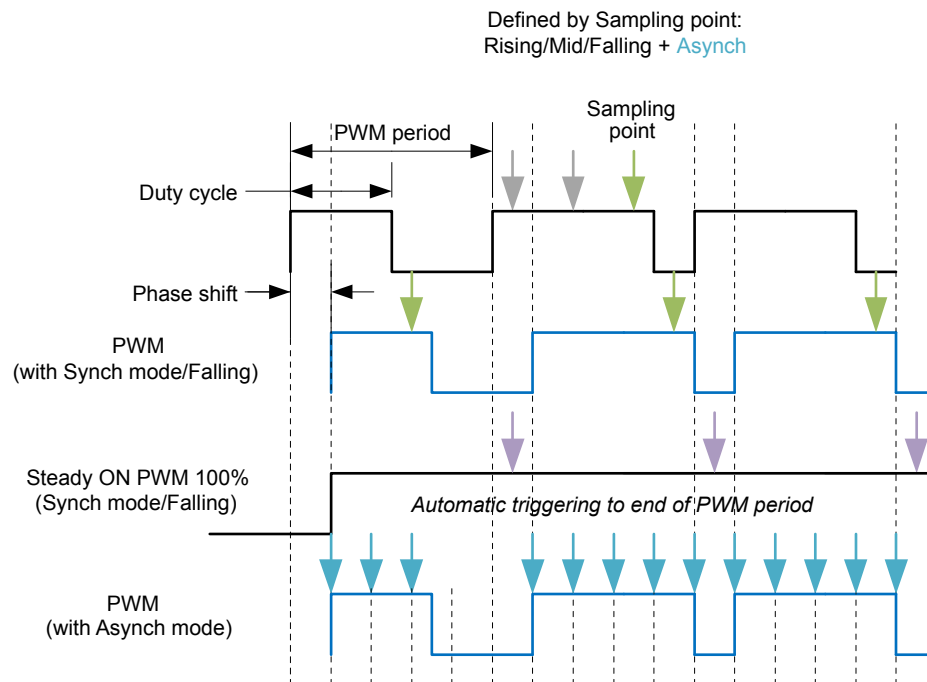 Defined by Sampling point:
Rising/Mid/Falling + Asynch
Sampling
point
PWM period
Duty cycle
Phase shift
PWM
(with Synch mode/Falling)
Steady ON PWM 100%
(Synch mode/Falling)
Automatic triggering to end of PWM period
PWM
(with Asynch mode)